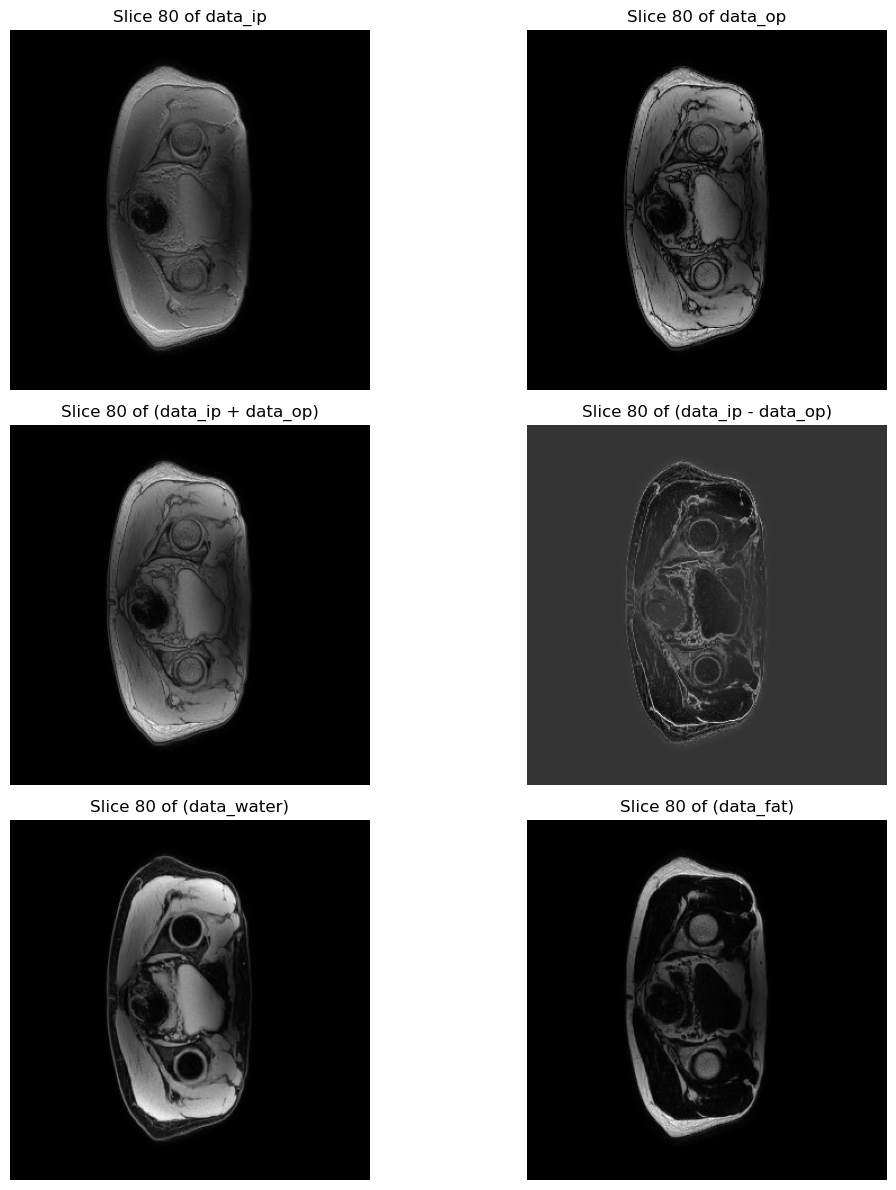 Slice 80 of data_ip
Slice 80 of data_op
Slice 80 of (data_ip + data_op)
Slice 80 of (data_ip - data_op)
Slice 80 of (data_water)
Slice 80 of (data_fat)